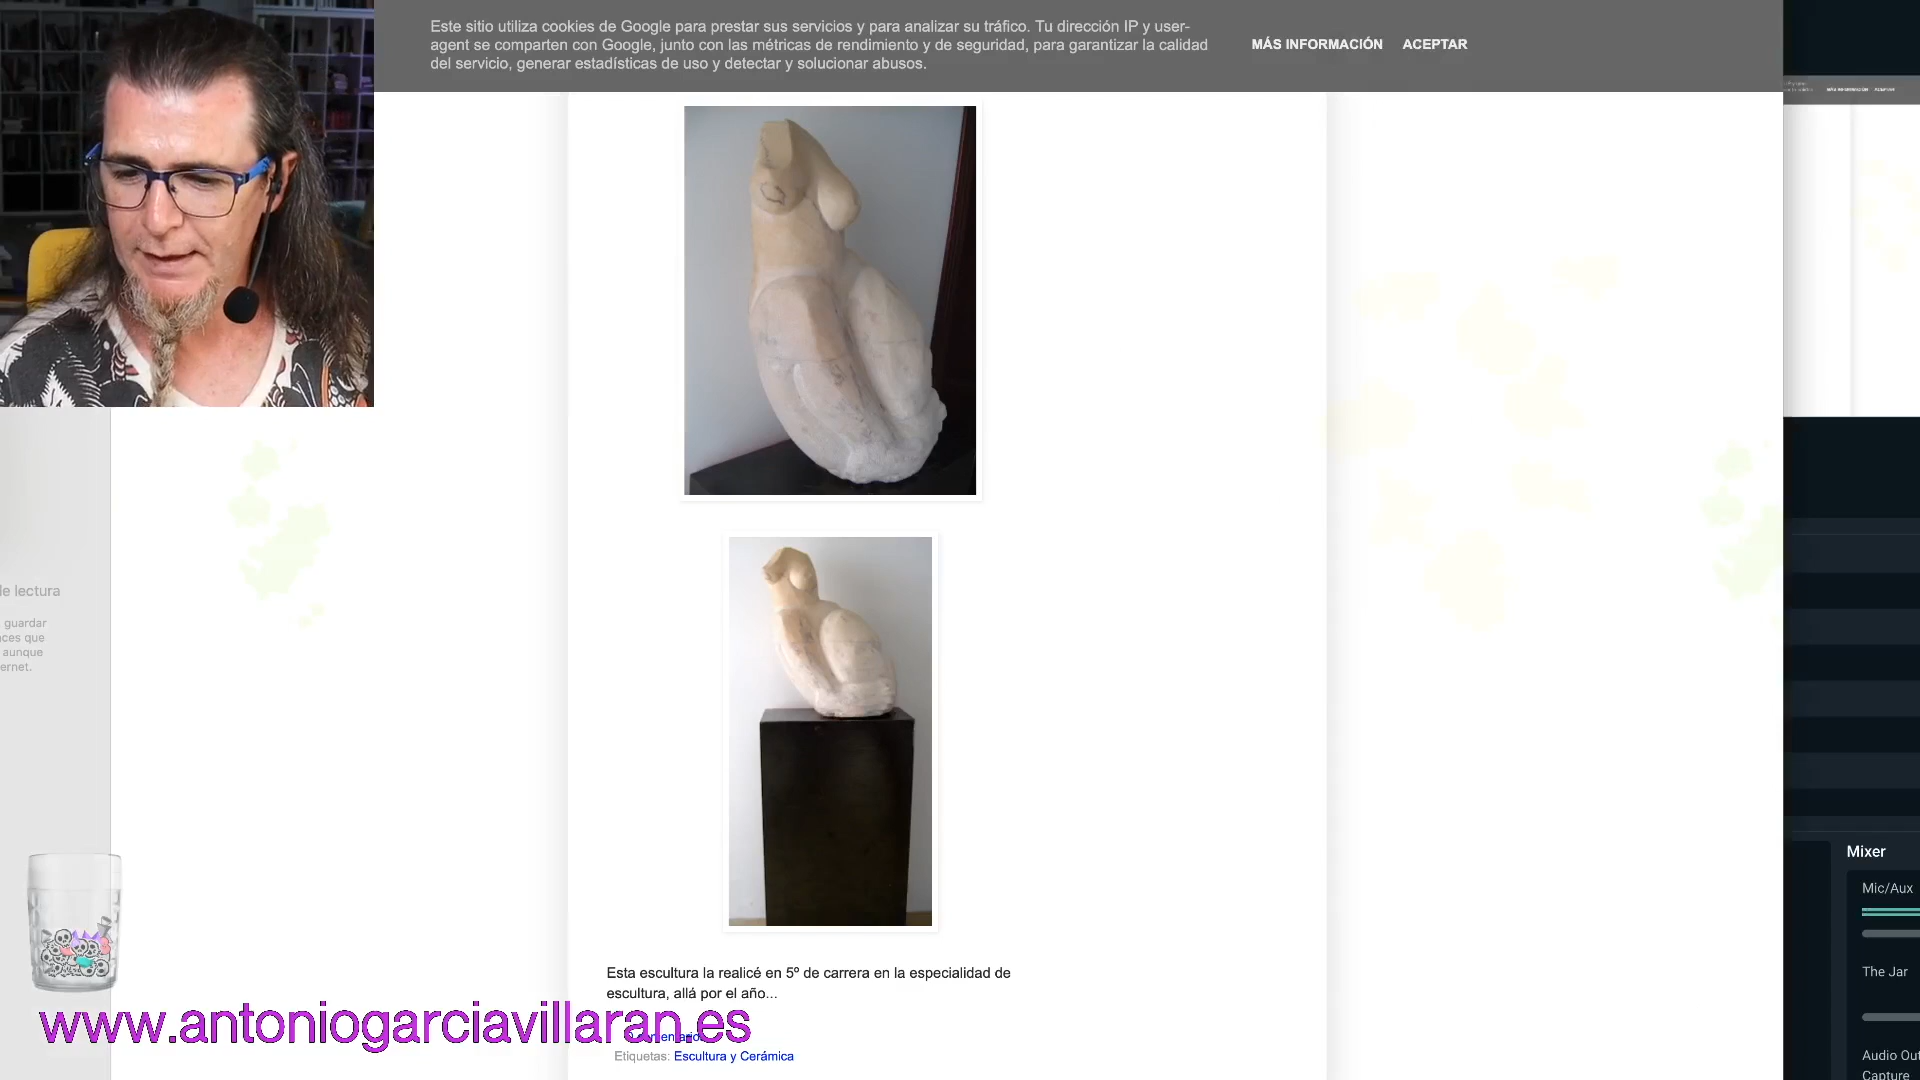 Este sitio utiliza cookies de Google para prestar sus servicios y para analizar su tráfico. Tu dirección IP y user-
agent se comparten con Google, junto con las métricas de rendimiento y de seguridad, para garantizar la calidad
del servicio, generar estadísticas de uso y detectar y solucionar abusos.
MÁS INFORMACIÓN ACEPTAR
MÁS INFORMACIÓN ACEPTAR
de lectura
guardar
que
aunque
Esta escultura la realicé en 5º de carrera en la especialidad de
escultura, allá por el año...
www.antoniogarciavillaran.es
Etiquetas: Escultura y Cerámica
Mixer
Mic/Aux
The Jar
Audio Out
Capture